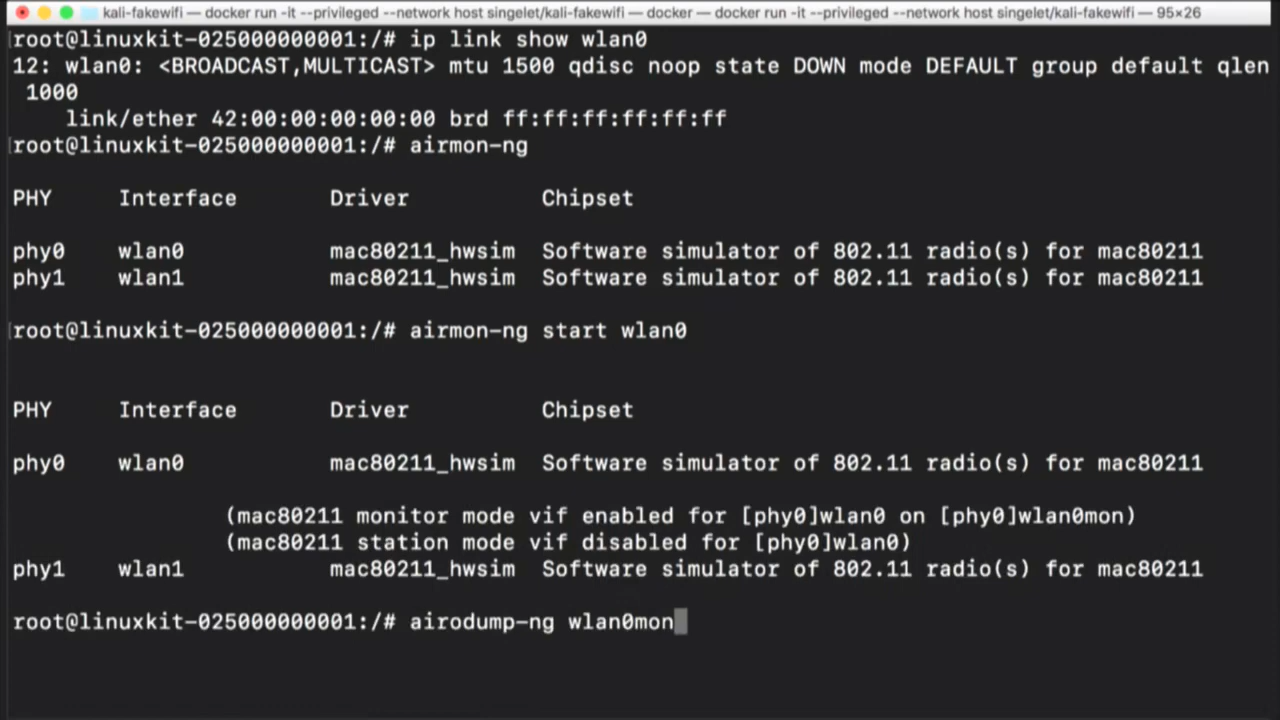 kali-fakewifi — docker run -it --privileged --network host singelet/kali-fakewifi — docker — docker run -it --privileged --network host singelet/kali-fakewifi — 95×26
[root@linuxkit-025000000001:/# ip link show wlan0
12: wlan0: <BROADCAST,MULTICAST> mtu 1500 qdisc noop state DOWN mode DEFAULT group default qlen
 1000
    link/ether 42:00:00:00:00:00 brd ff:ff:ff:ff:ff:ff
[root@linuxkit-025000000001:/# airmon-ng
PHY     Interface       Driver          Chipset
phy0    wlan0           mac80211_hwsim  Software simulator of 802.11 radio(s) for mac80211
phy1    wlan1           mac80211_hwsim  Software simulator of 802.11 radio(s) for mac80211
[root@linuxkit-025000000001:/# airmon-ng start wlan0
PHY     Interface       Driver          Chipset
phy0    wlan0           mac80211_hwsim  Software simulator of 802.11 radio(s) for mac80211
                (mac80211 monitor mode vif enabled for [phy0]wlan0 on [phy0]wlan0mon)
                (mac80211 station mode vif disabled for [phy0]wlan0)
phy1    wlan1           mac80211_hwsim  Software simulator of 802.11 radio(s) for mac80211
root@linuxkit-025000000001:/# airodump-ng wlan0mon